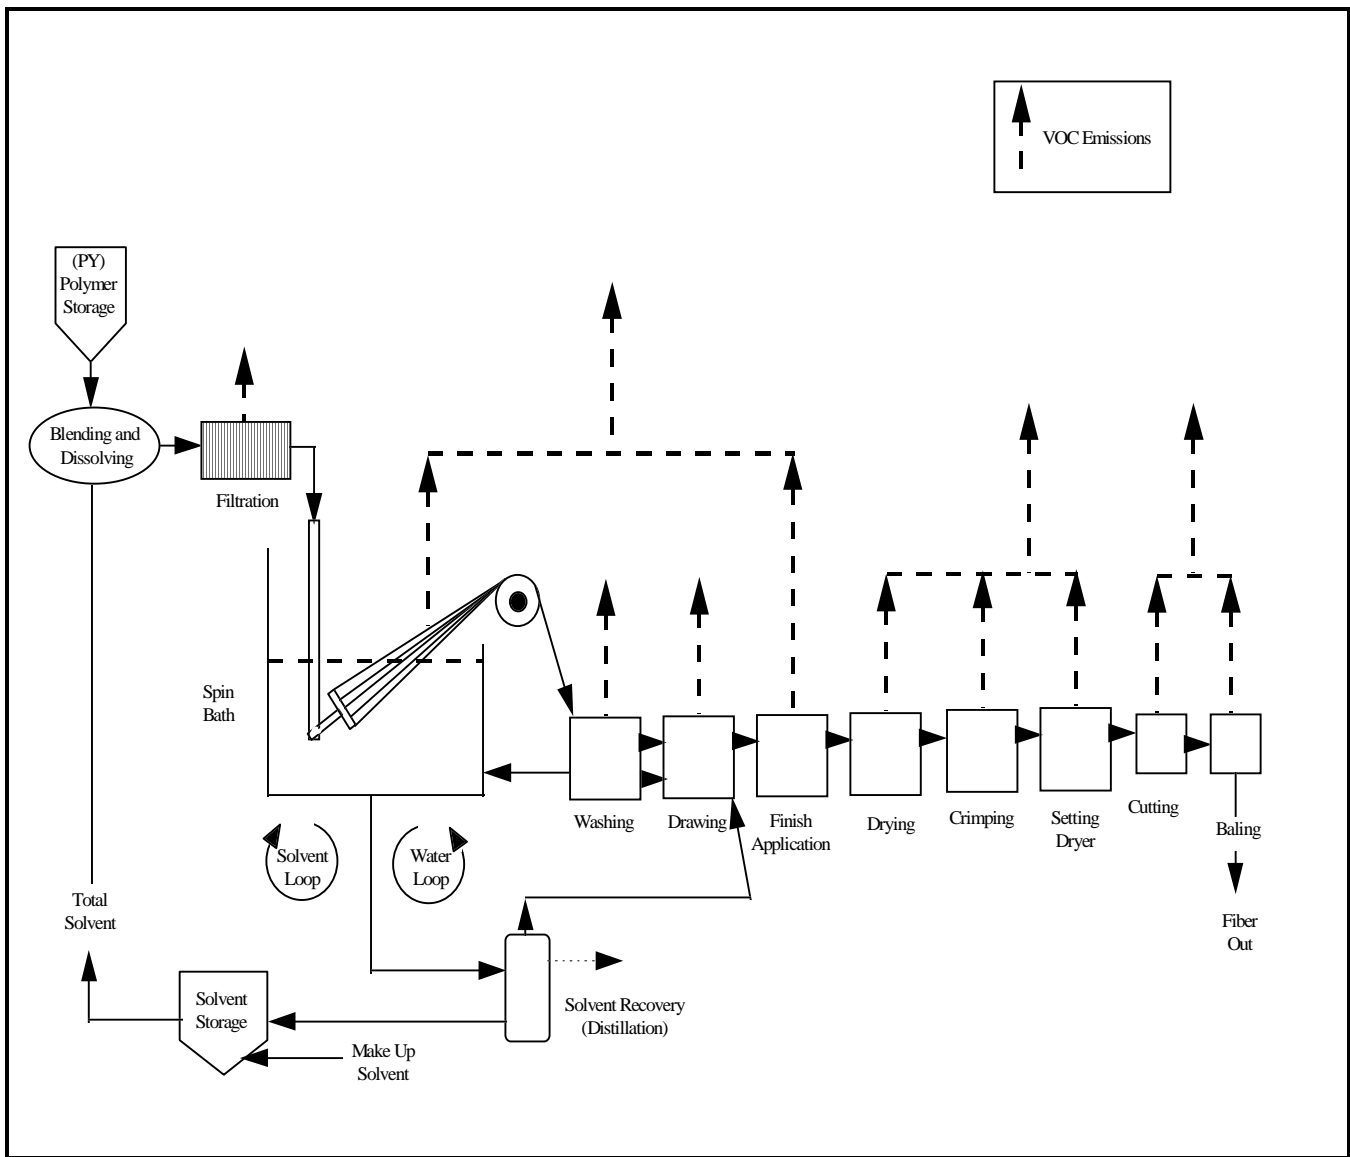 VOC Emissions
(PY)
Polymer
Storage
Blending and
Dissolving
Filtration
Spin
Bath
Washing
Drawing
Finish
Application
Drying
Crimping
Setting
Dryer
Cutting
Baling
Solvent
Loop
Water
Loop
Total
Solvent
Fiber
Out
Solvent
Storage
Solvent Recovery
(Distillation)
Make Up
Solvent